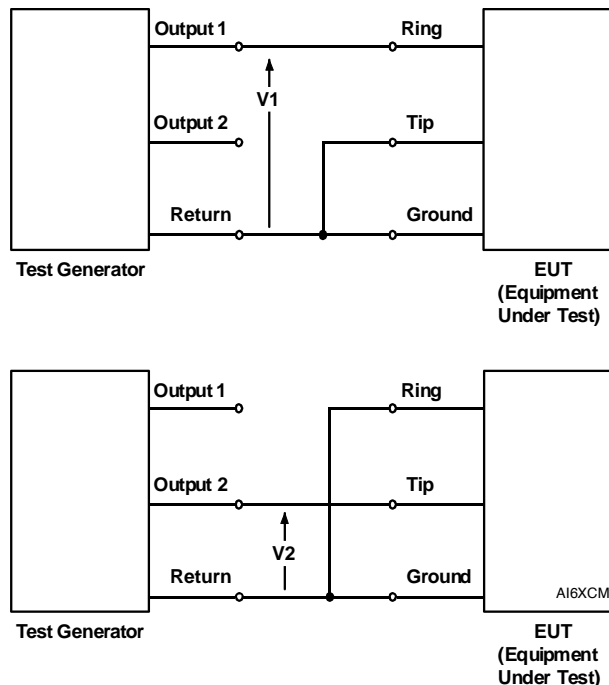 Output 1
Ring
V1
Output 2
Tip
Return
Ground
Test Generator
EUT
(Equipment
Under Test)
Output 1
Ring
Output 2
Tip
V2
Return
Ground
AI6XCM
Test Generator
EUT
(Equipment
Under Test)